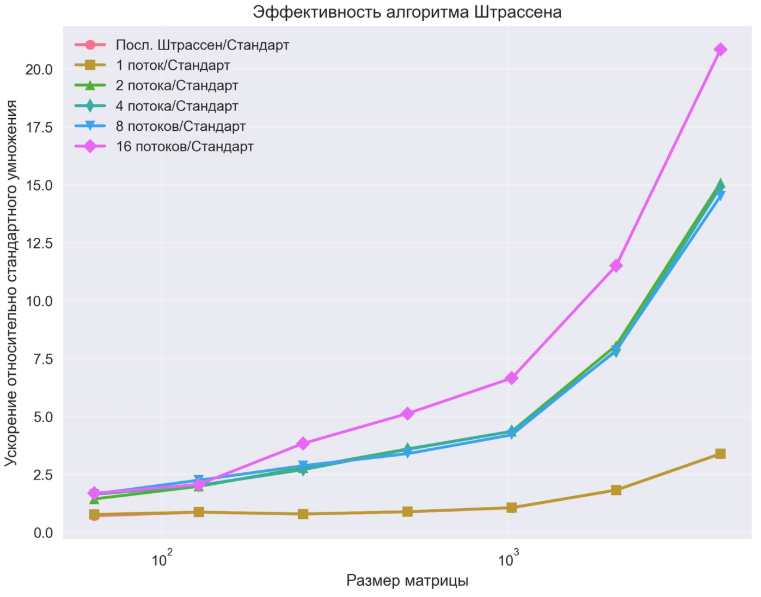 Эффективность алгоритма Штрассена
Посл. Штрассен/Стандарт
1 поток/Стандарт
2 потока/Стандарт
4 потока/Стандарт
8 потоков/Стандарт
16 потоков/Стандарт
Ускорение относительно стандартного умножения
20.0
17.5
15.0
12.5
10.0
7.5
5.0
2.5
0.0
10² 10³
Размер матрицы